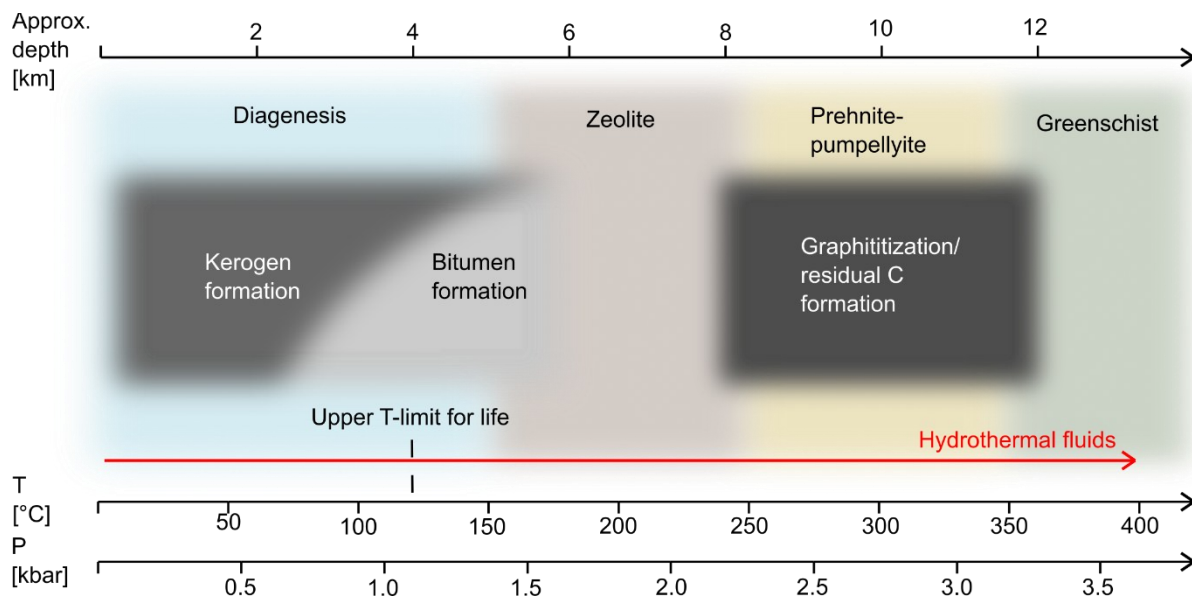 Approx.
depth
[km]
2 4 6 8 10 12
Diagenesis
Zeolite
Prehnite-
pumpellyite
Greenschist
Kerogen
formation
Bitumen
formation
Graphititization/
residual C
formation
Upper T-limit for life
Hydrothermal fluids
T
[°C]
50 100 150 200 250 300 350 400
P
[kbar]
0.5 1.0 1.5 2.0 2.5 3.0 3.5